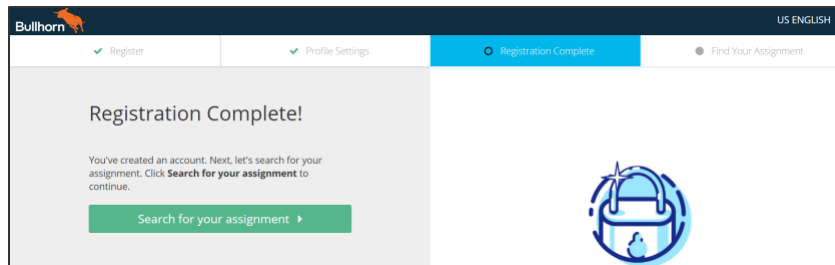 Bullhorn
US ENGLISH
Register
Profile Settings
Registration Complete
Find Your Assignment
Registration Complete!
You've created an account. Next, let's search for your
assignment. Click Search for your assignment to
continue.
Search for your assignment